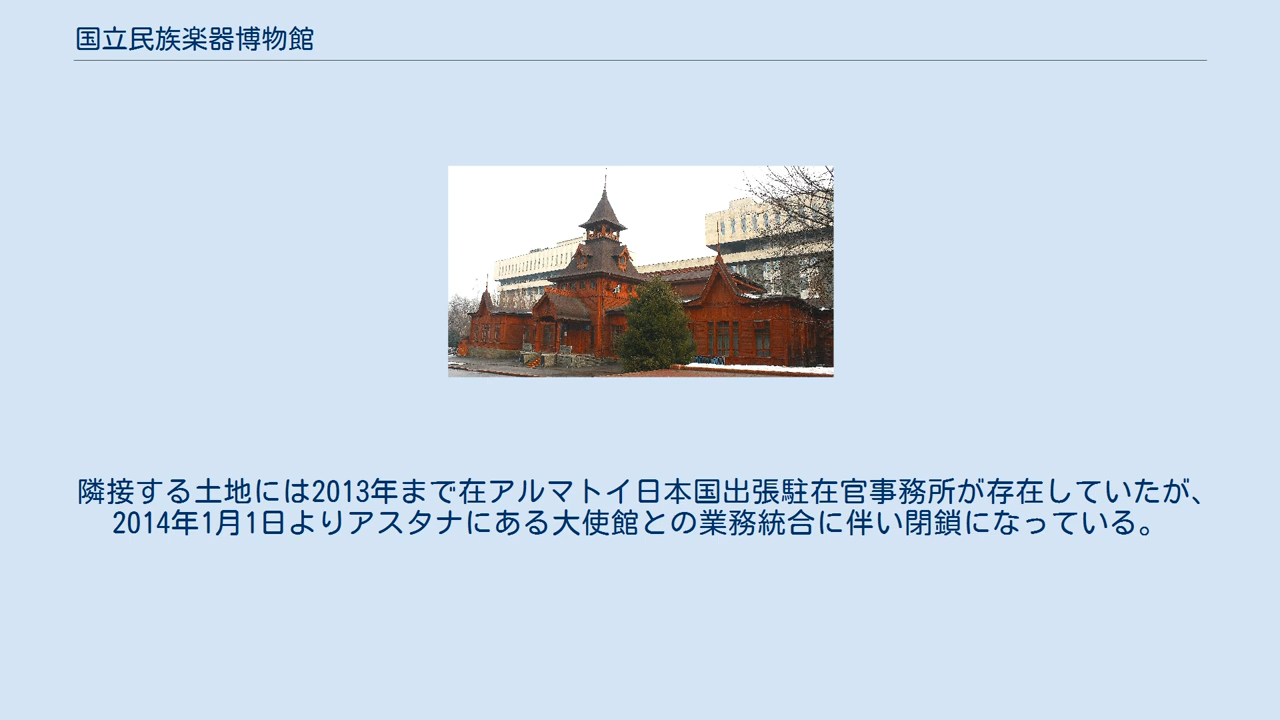 国立民族楽器博物館
隣接する土地には2013年まで在アルマトイ日本国出張駐在官事務所が存在していたが、
2014年1月1日よりアスタナにある大使館との業務統合に伴い閉鎖になっている。